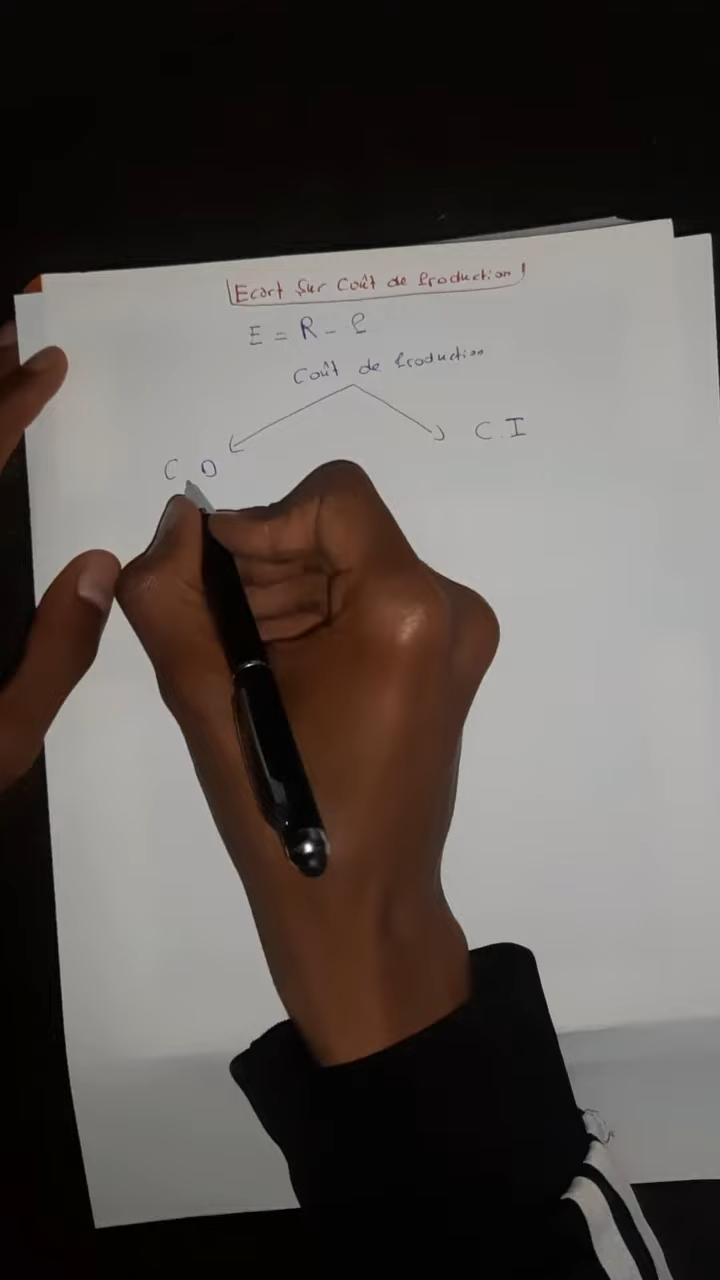 Ecart Sur Coût de Production
E = R - P
Coût de Production
C D
C.I